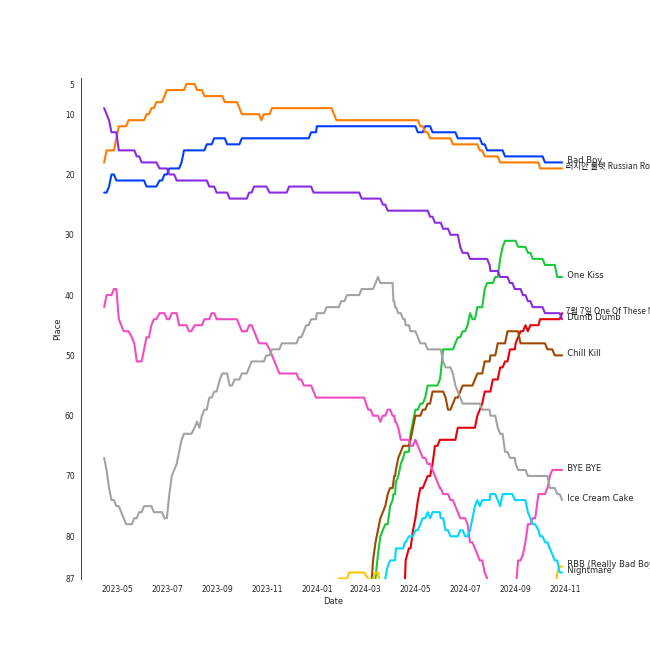 5
10
20
30
40
50
60
70
80
87
Place
2023-05
2023-07
2023-09
2023-11
2024-01
2024-03
2024-05
2024-07
2024-09
2024-11
Date
Bad Boy
러시안 룰렛 Russian Ro
One Kiss
7월 7일 One Of These N
Dumb Dumb
Chill Kill
BYE BYE
Ice Cream Cake
RBB (Really Bad Boy
Nightmare